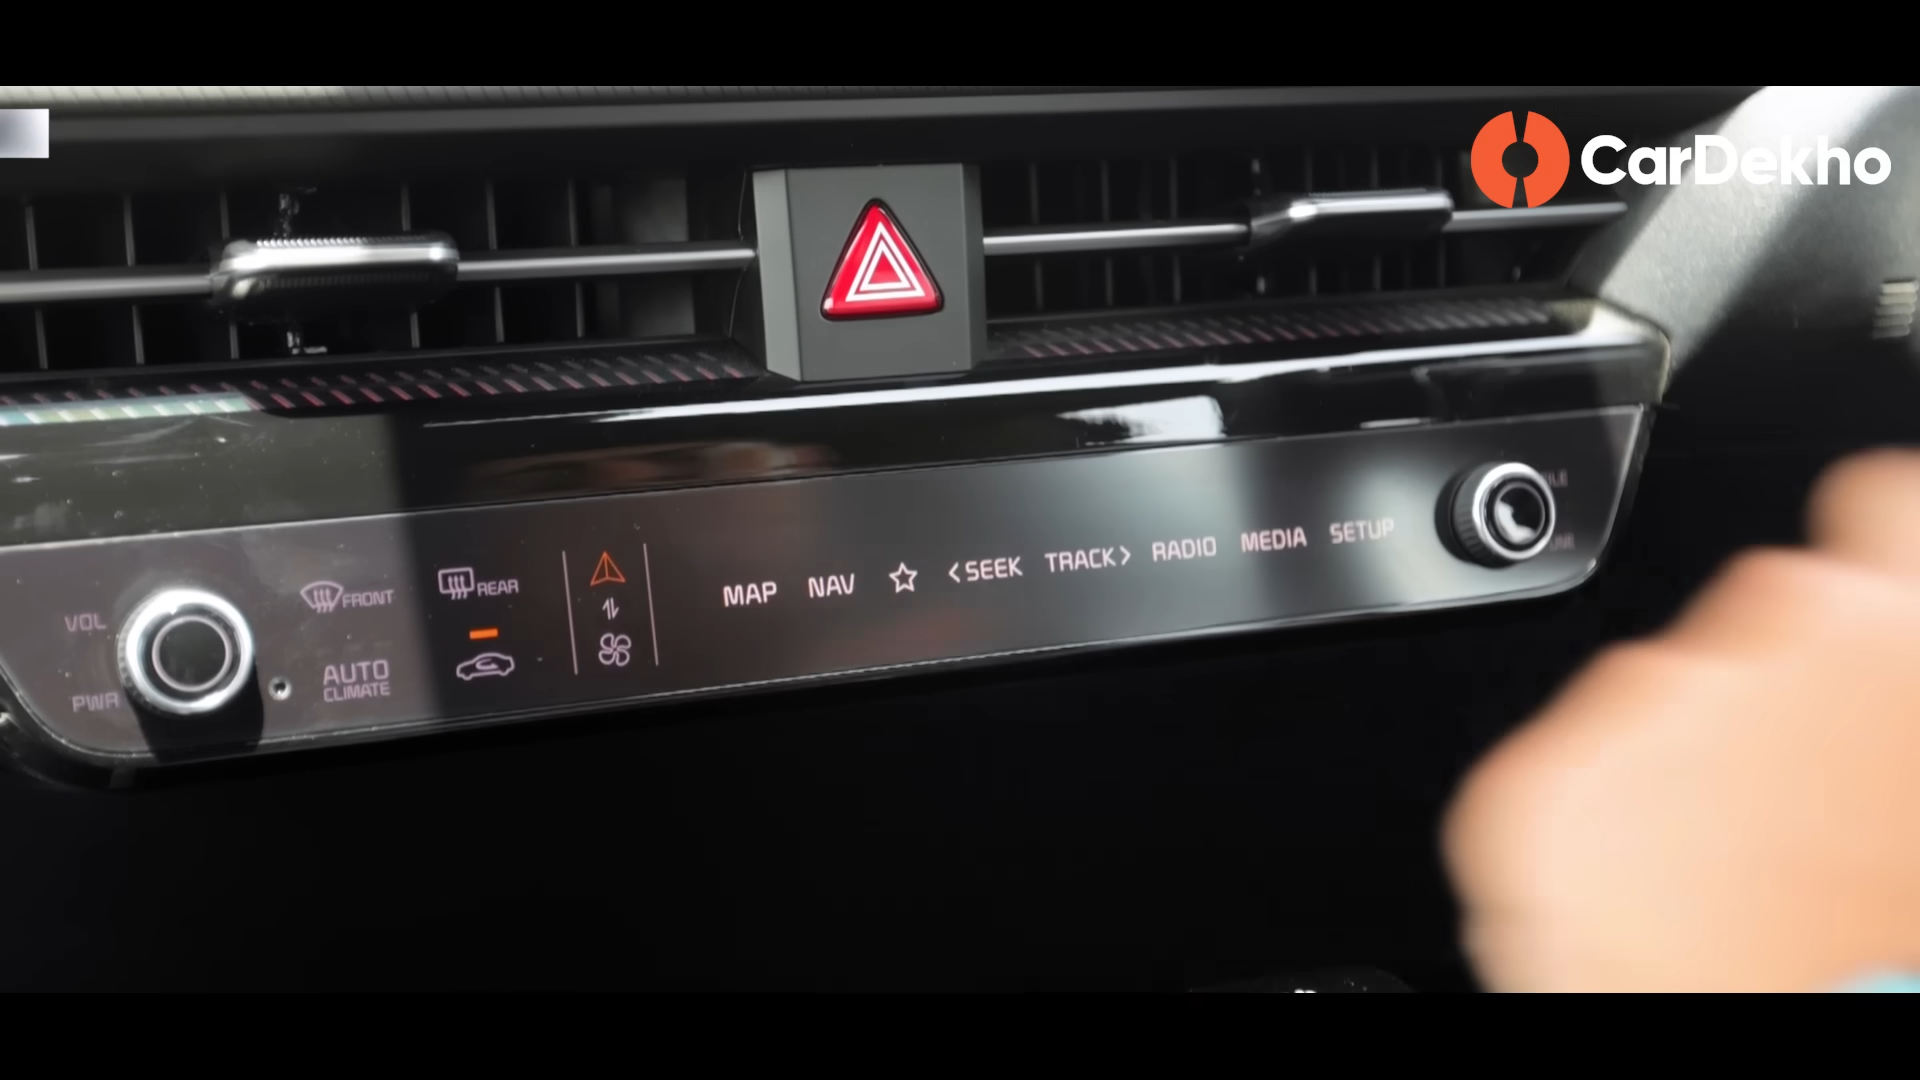 CarDekho
VOL
PWR
FRONT
AUTO
CLIMATE
REAR
MAP NAV <SEEK TRACK> RADIO MEDIA SETUP